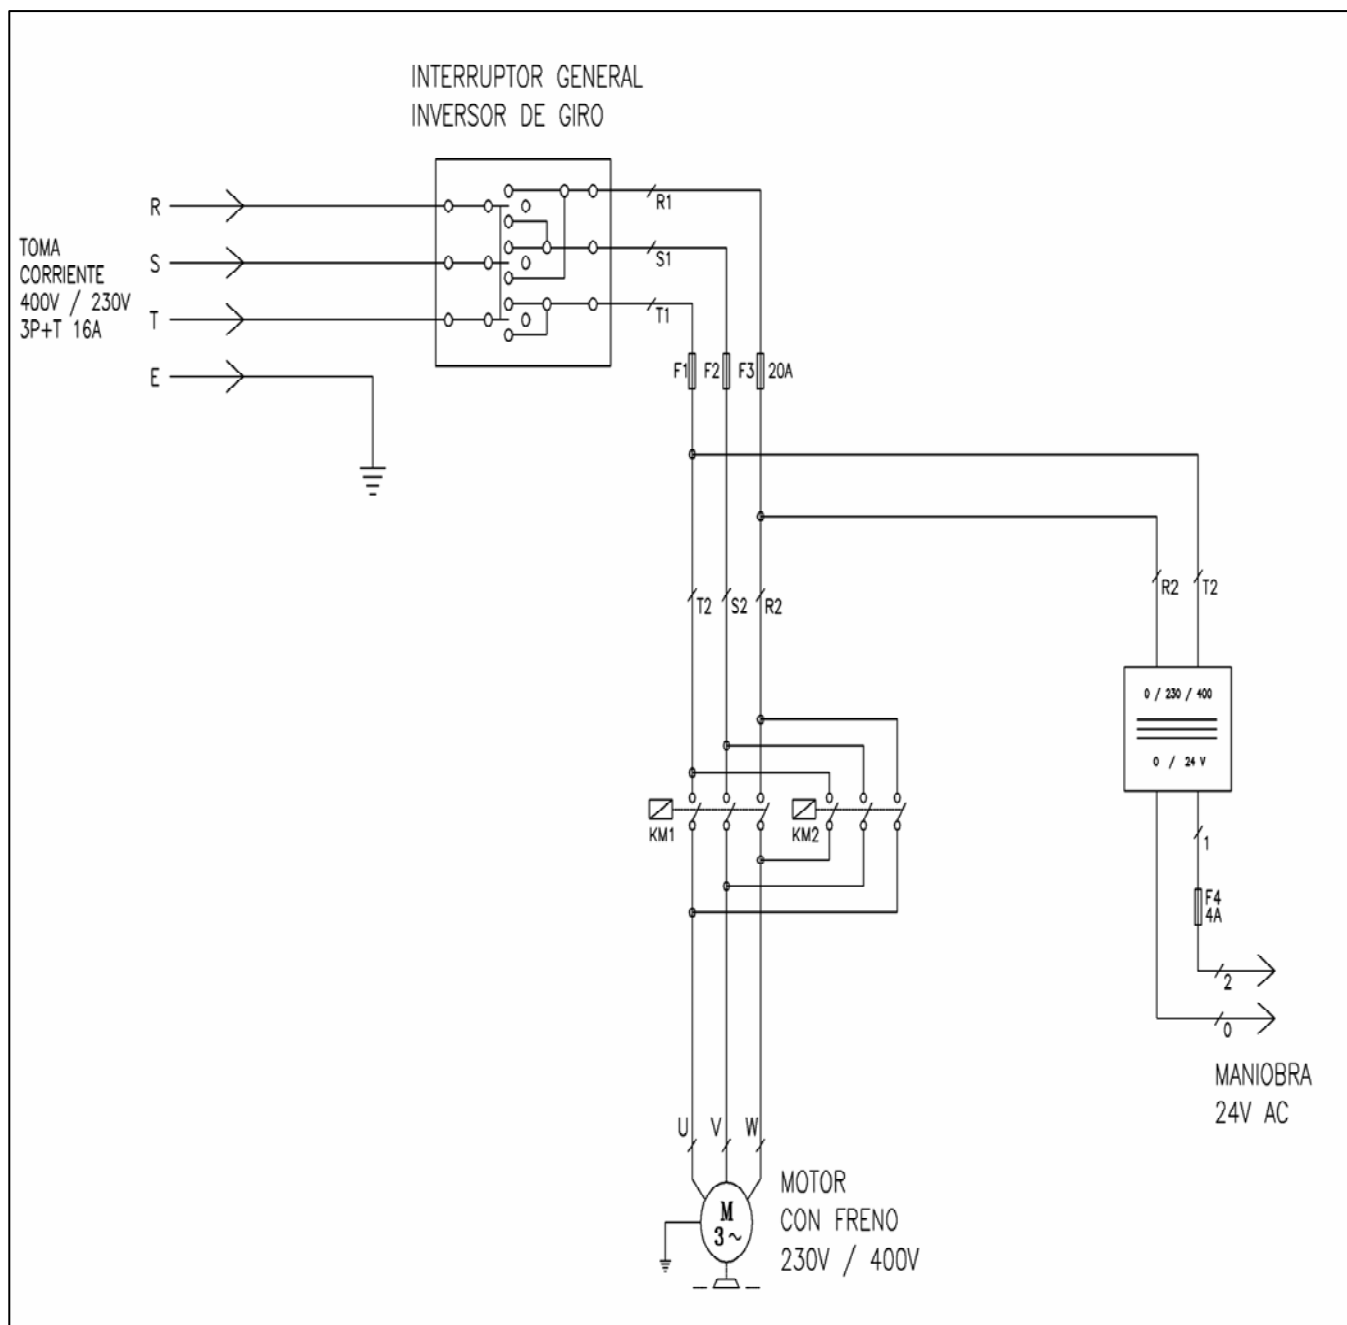 INTERRUPTOR GENERAL
INVERSOR DE GIRO
R
R1
TOMA
CORRIENTE
400V / 230V
3P+T 16A
S
S1
T
T1
E
F1
F2
F3
20A
T2
S2
R2
R2
T2
0 / 230 / 400
0 / 24 V
KM1
KM2
1
F4
4A
2
0
MANIOBRA
24V AC
U
V
W
M
3~
MOTOR
CON FRENO
230V / 400V